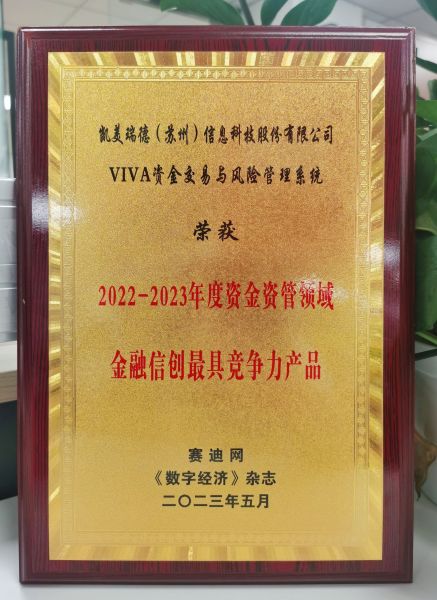 凯美瑞德（苏州）信息科技股份有限公司
VIVA资金交易与风险管理系统
荣获
2022-2023年度资金资管领域
金融信创最具竞争力产品
赛迪网
《数字经济》杂志
二〇二三年五月